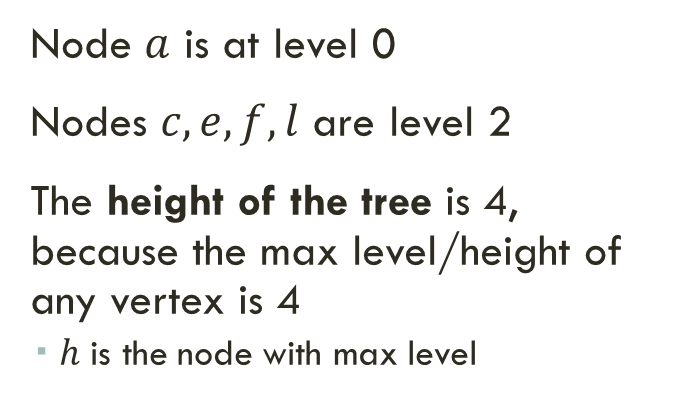 Node a is at level 0
Nodes c, e, f, l are level 2
The height of the tree is 4,
because the max level/height of
any vertex is 4
▪ h is the node with max level